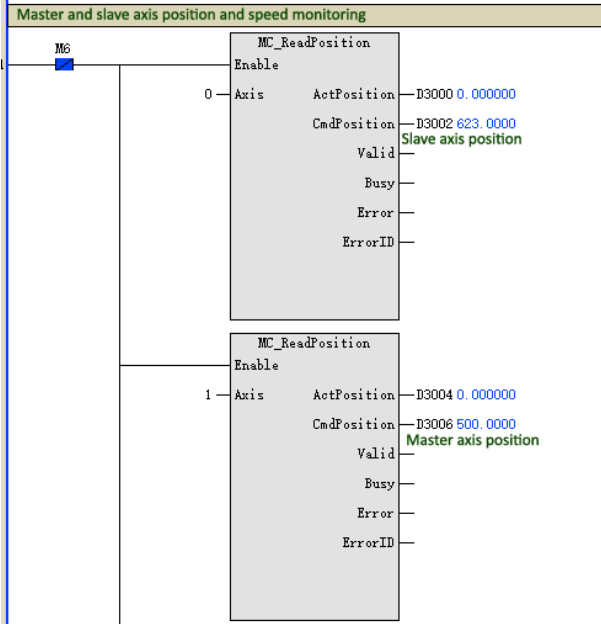 Master and slave axis position and speed monitoring
M6
MC_ReadPosition
Enable
0 Axis ActPosition D3000 0.000000
CmdPosition D3002 623.0000
Slave axis position
Valid
Busy
Error
ErrorID
MC_ReadPosition
Enable
1 Axis ActPosition D3004 0.000000
CmdPosition D3006 500.0000
Master axis position
Valid
Busy
Error
ErrorID